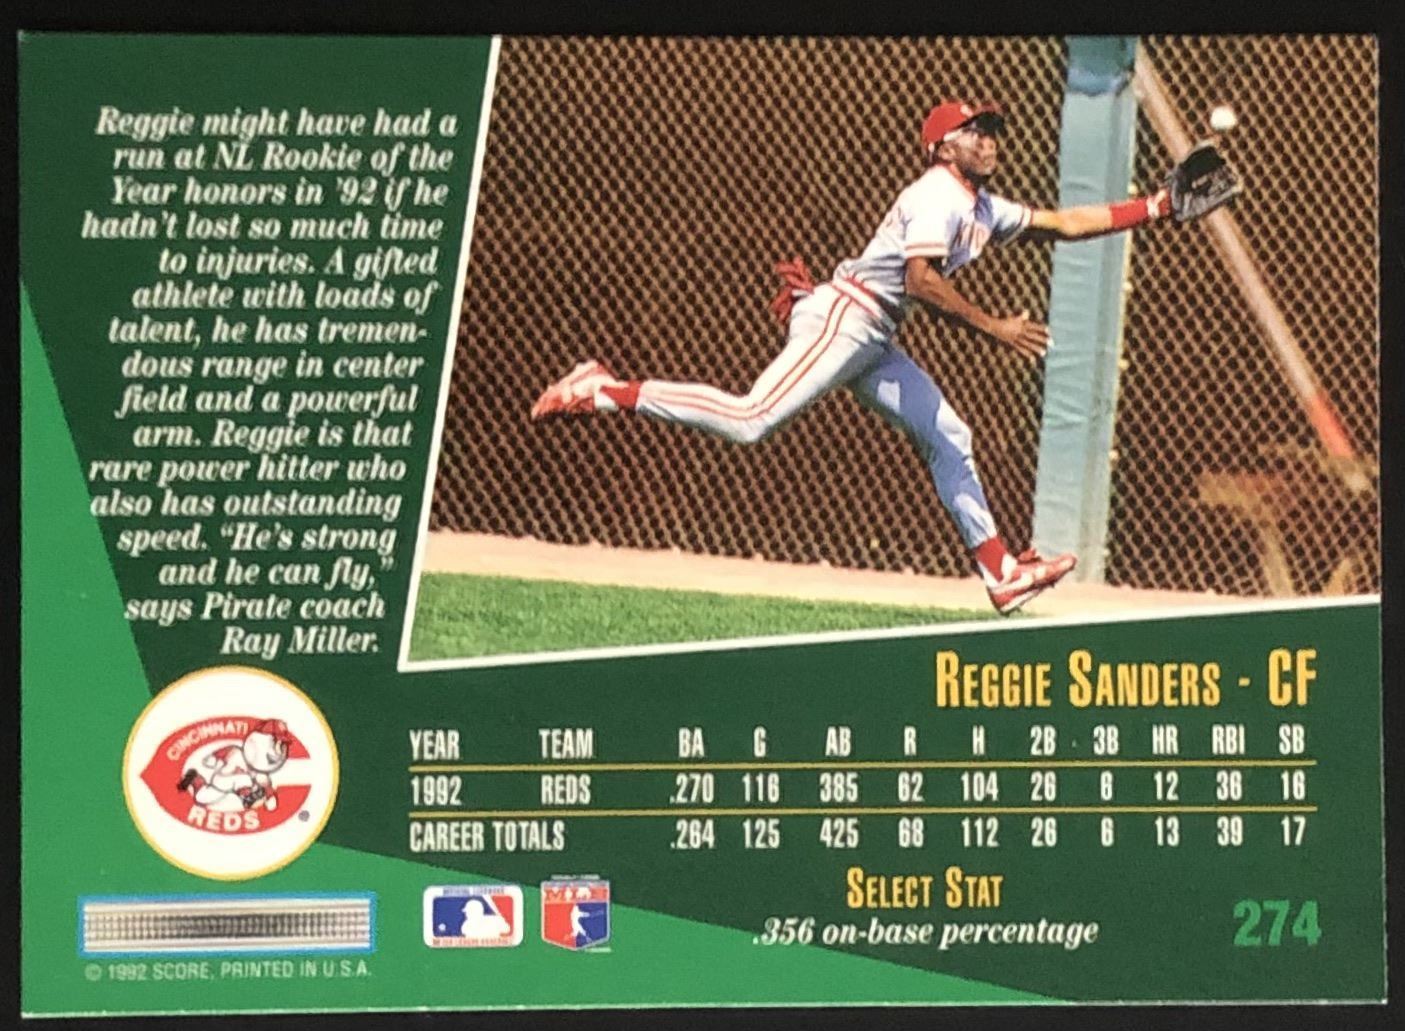 Reggie might have had a
run at NL Rookie of the
Year honors in '92 if he
hadn't lost so much time
to injuries. A gifted
athlete with loads of
talent, he has tremen-
dous range in center
field and a powerful
arm. Reggie is that
rare power hitter who
also has outstanding
speed. "He's strong
and he can fly,"
says Pirate coach
Ray Miller.
REGGIE SANDERS - CF
YEAR TEAM BA G AB R H 2B 3B HR RBI SB
1992 REDS .270 116 385 62 104 26 6 12 36 16
CAREER TOTALS .264 125 425 68 112 26 6 13 39 17
SELECT STAT
.356 on-base percentage
274
CINCINNATI
REDS
MLB
© 1992 SCORE, PRINTED IN U.S.A.